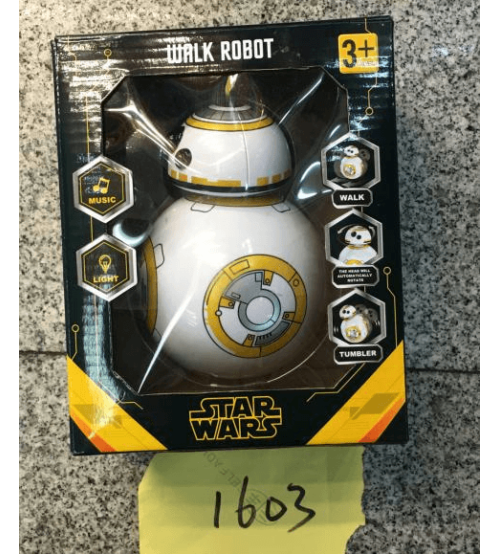 WALK ROBOT
3+
MUSIC
LIGHT
WALK
THE HEAD WILL
AUTOMATICALLY
ROTATE
TUMBLER
STAR
WARS
1603